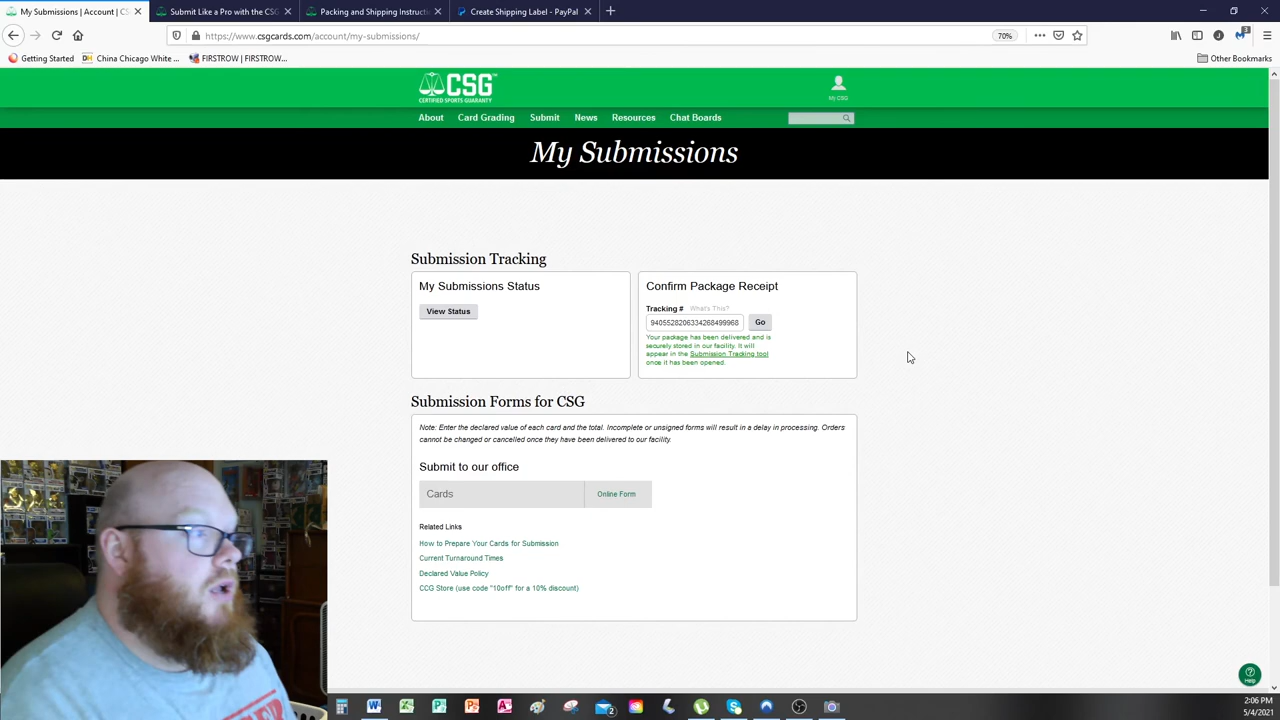 My Submissions | Account | CS
Submit Like a Pro with the CSG
Packing and Shipping Instruct
Create Shipping Label - PayPal
https://www.csgcards.com/account/my-submissions/
70%
3
Getting Started
China Chicago White ...
FIRSTROW | FIRSTROW...
Other Bookmarks
CSG
CERTIFIED SPORTS GUARANTY
My CSG
About
Card Grading
Submit
News
Resources
Chat Boards
My Submissions
Submission Tracking
My Submissions Status
View Status
Confirm Package Receipt
Tracking # What's This?
9405528206334268499968
Go
Your package has been delivered and is
securely stored in our facility. It will
appear in the Submission Tracking tool
once it has been opened.
Submission Forms for CSG
Note: Enter the declared value of each card and the total. Incomplete or unsigned forms will result in a delay in processing. Orders
cannot be changed or cancelled once they have been delivered to our facility.
Submit to our office
Cards
Online Form
Related Links
How to Prepare Your Cards for Submission
Current Turnaround Times
Declared Value Policy
CCG Store (use code "10off" for a 10% discount)
Help
2
2:06 PM
5/4/2021